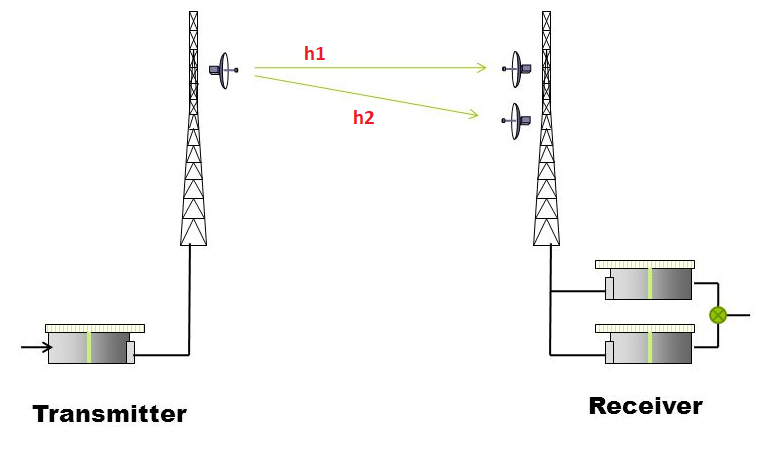 h1
h2
Transmitter
Receiver